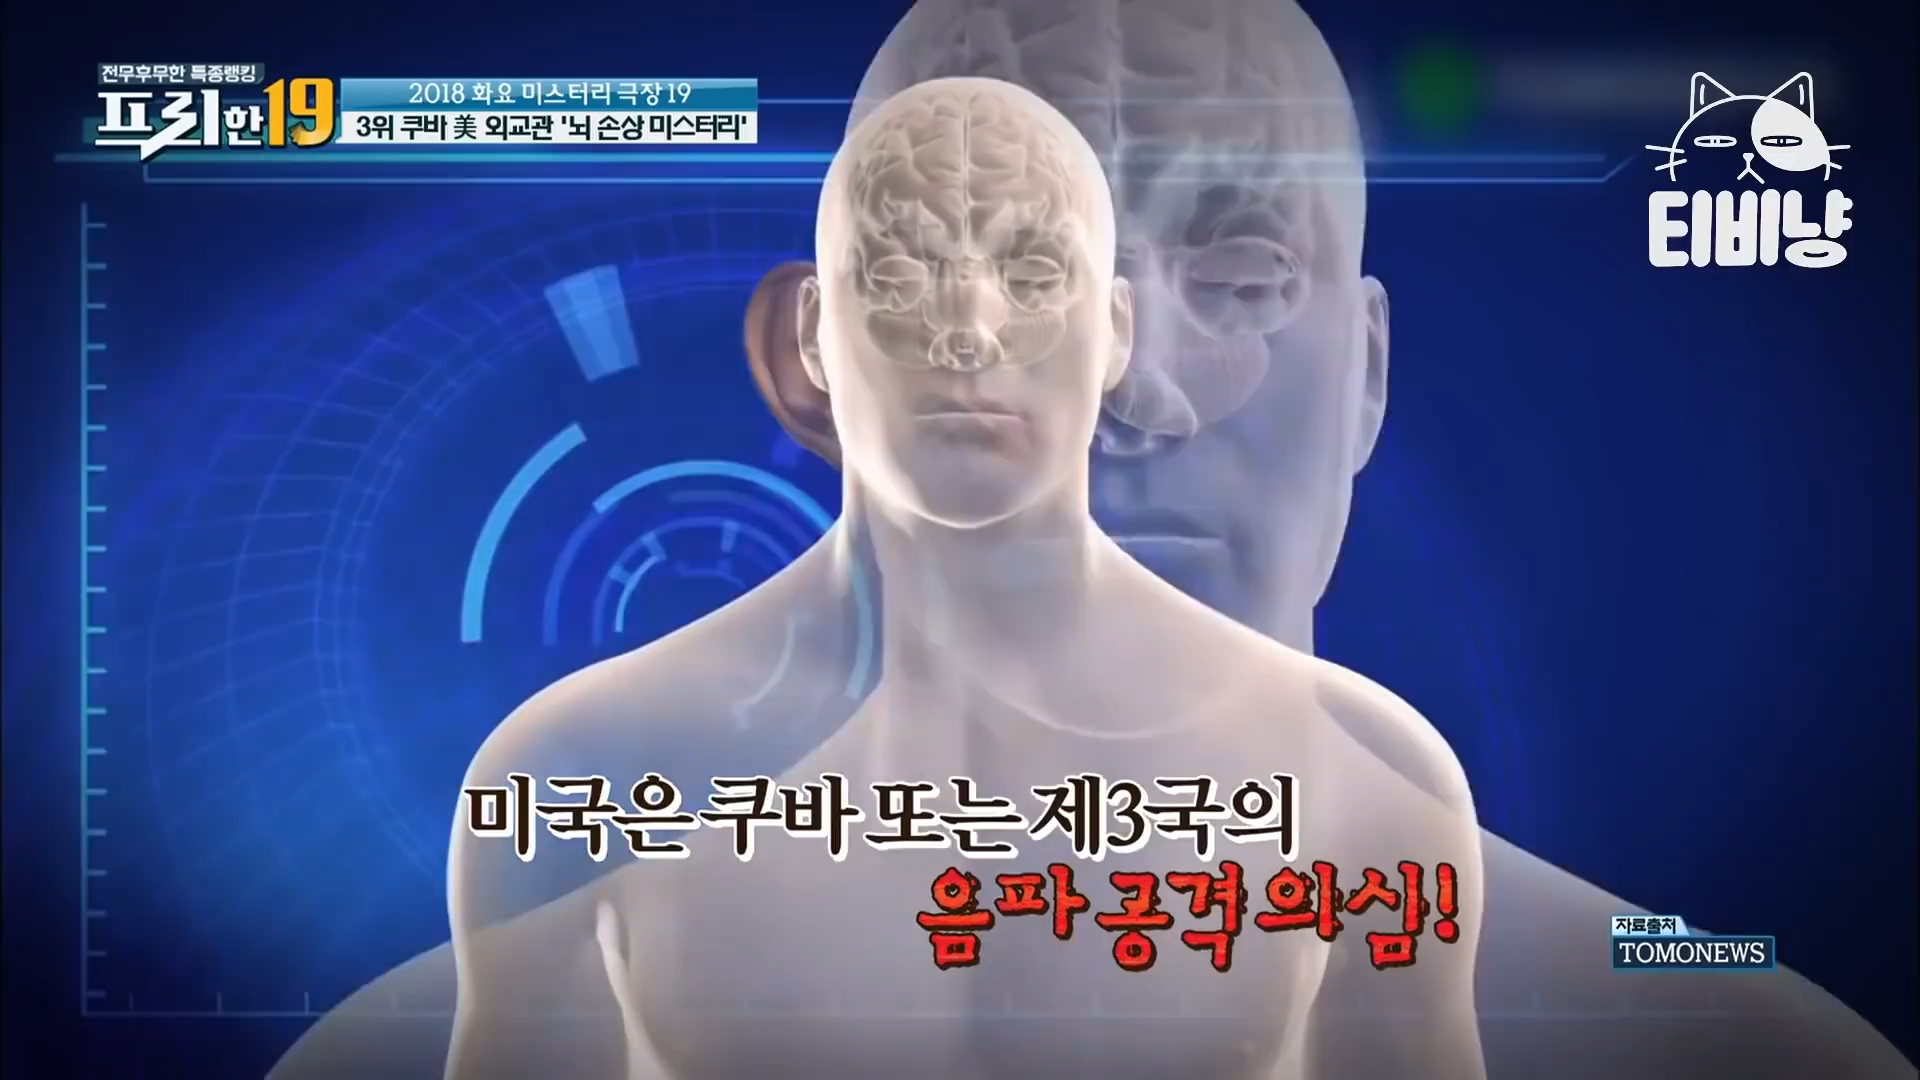 전무후무한 특종랭킹
프리한19
2018 화요 미스터리 극장 19
3위 쿠바 美 외교관 '뇌 손상 미스터리'
티비냥
미국은 쿠바 또는 제3국의
음파 공격 의심!
자료출처
TOMONEWS